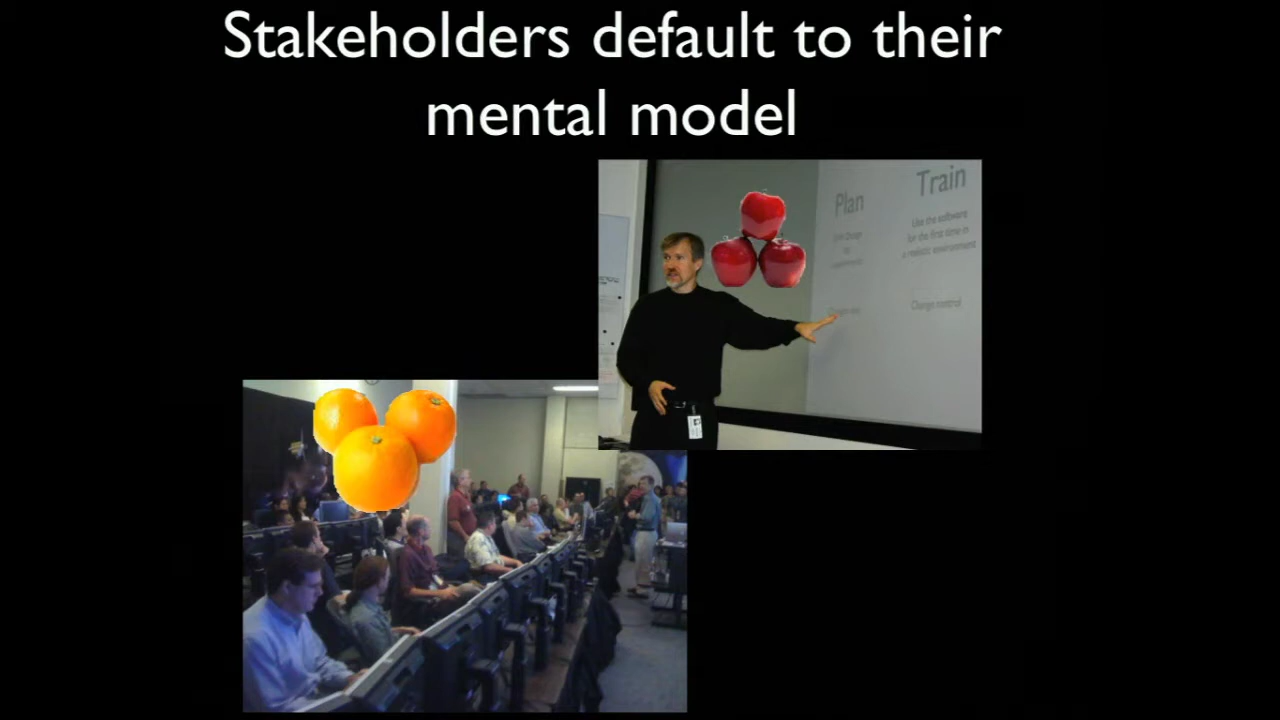 Stakeholders default to their
mental model
Plan
Train
Use the software
for the first time in
a realistic environment
Change control